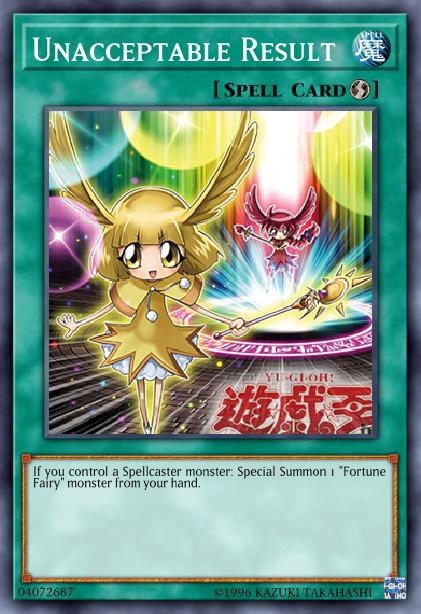 Unacceptable Result
SPELL
魔
[Spell Card]
YU-GI-OH!
遊戯王
If you control a Spellcaster monster: Special Summon 1 "Fortune
Fairy" monster from your hand.
04072687
©1996 KAZUKI TAKAHASHI